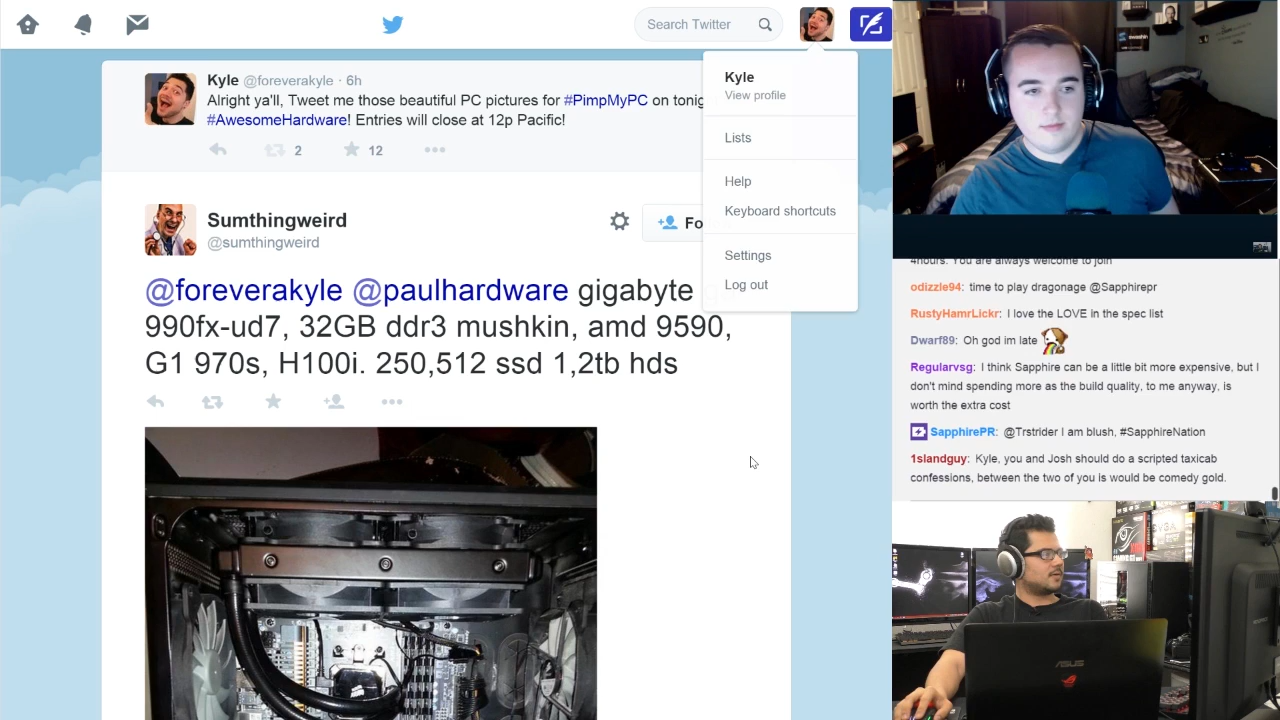 Search Twitter
Kyle @foreverakyle · 6h
Alright ya'll, Tweet me those beautiful PC pictures for #PimpMyPC on tonig
#AwesomeHardware! Entries will close at 12p Pacific!
2
12
Kyle
View profile
Lists
Help
Keyboard shortcuts
Settings
Log out
Sumthingweird
@sumthingweird
Fo
@foreverakyle @paulhardware gigabyte
990fx-ud7, 32GB ddr3 mushkin, amd 9590,
G1 970s, H100i. 250,512 ssd 1,2tb hds
mushkin
4hours. You are always welcome to join
odizzle94: time to play dragonage @Sapphirepr
RustyHamrLickr: I love the LOVE in the spec list
Dwarf89: Oh god im late
Regularvsg: I think Sapphire can be a little bit more expensive, but I
don't mind spending more as the build quality, to me anyway, is
worth the extra cost
SapphirePR: @Trstrider I am blush, #SapphireNation
1slandguy: Kyle, you and Josh should do a scripted taxicab
confessions, between the two of you is would be comedy gold.
EVGA
ASUS